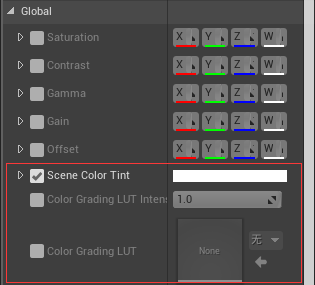 Global
Saturation X Y Z W
Contrast X Y Z W
Gamma X Y Z W
Gain X Y Z W
Offset X Y Z W
Scene Color Tint
Color Grading LUT Intens 1.0
Color Grading LUT None 无